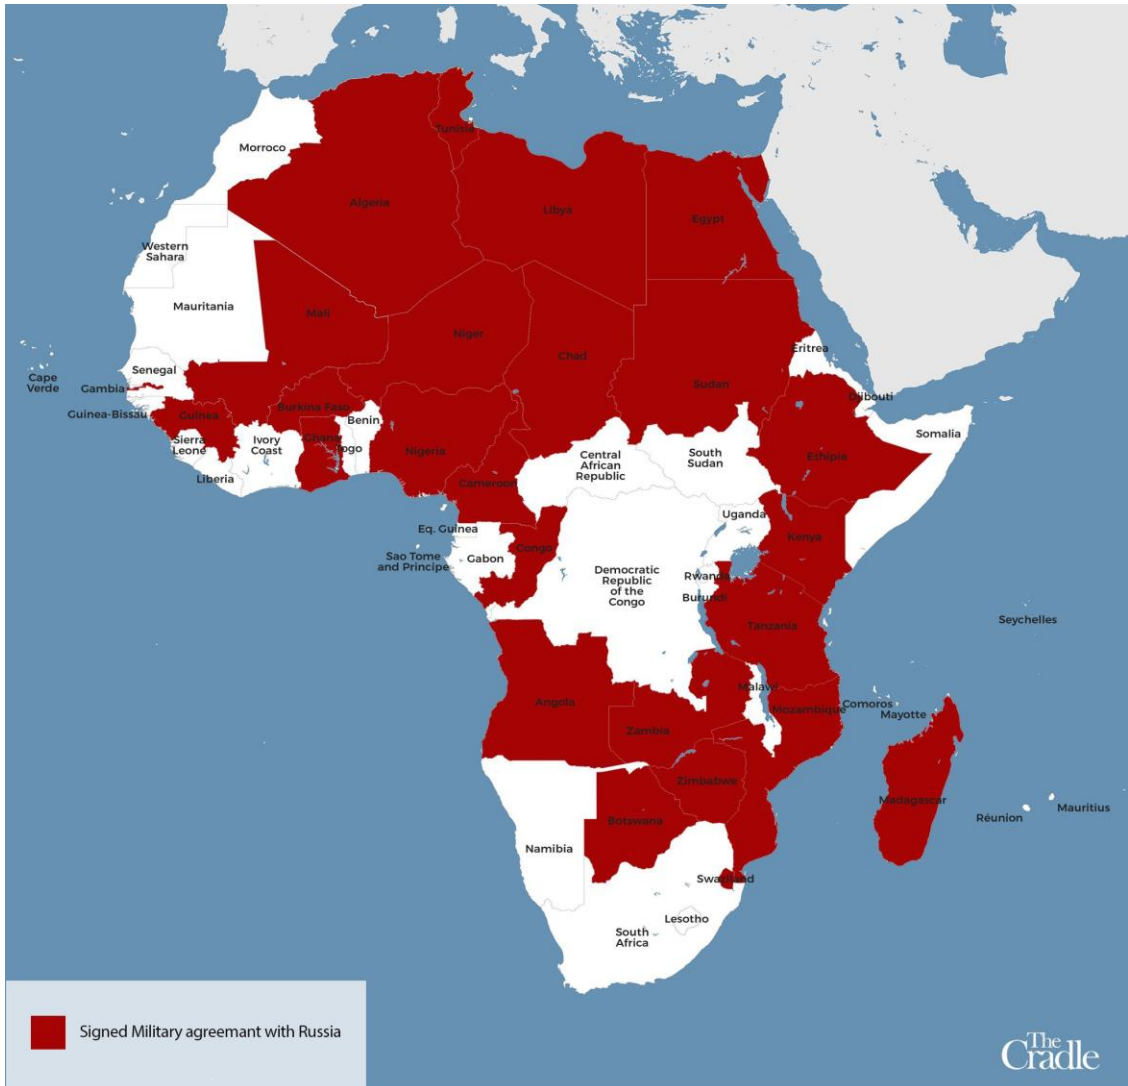 Tunisia
Morroco
Algeria
Libya
Egypt
Western
Sahara
Mauritania
Mali
Niger
Chad
Sudan
Eritrea
Cape
Verde
Senegal
Gambia
Guinea-Bissau
Guinea
Burkina Faso
Benin
Djibouti
Sierra
Leone
Ivory
Coast
Ghana
Togo
Nigeria
Somalia
Liberia
Cameroon
Central
African
Republic
South
Sudan
Ethipia
Eq. Guinea
Uganda
Kenya
Sao Tome
and Principe
Gabon
Congo
Democratic
Republic
of the
Congo
Rwanda
Burundi
Tanzania
Seychelles
Angola
Zambia
Malawi
Mozambique
Comoros
Mayotte
Zimbabwe
Madagascar
Botswana
Namibia
Réunion
Mauritius
Swaziland
Lesotho
South
Africa
Signed Military agreemant with Russia
The
Cradle